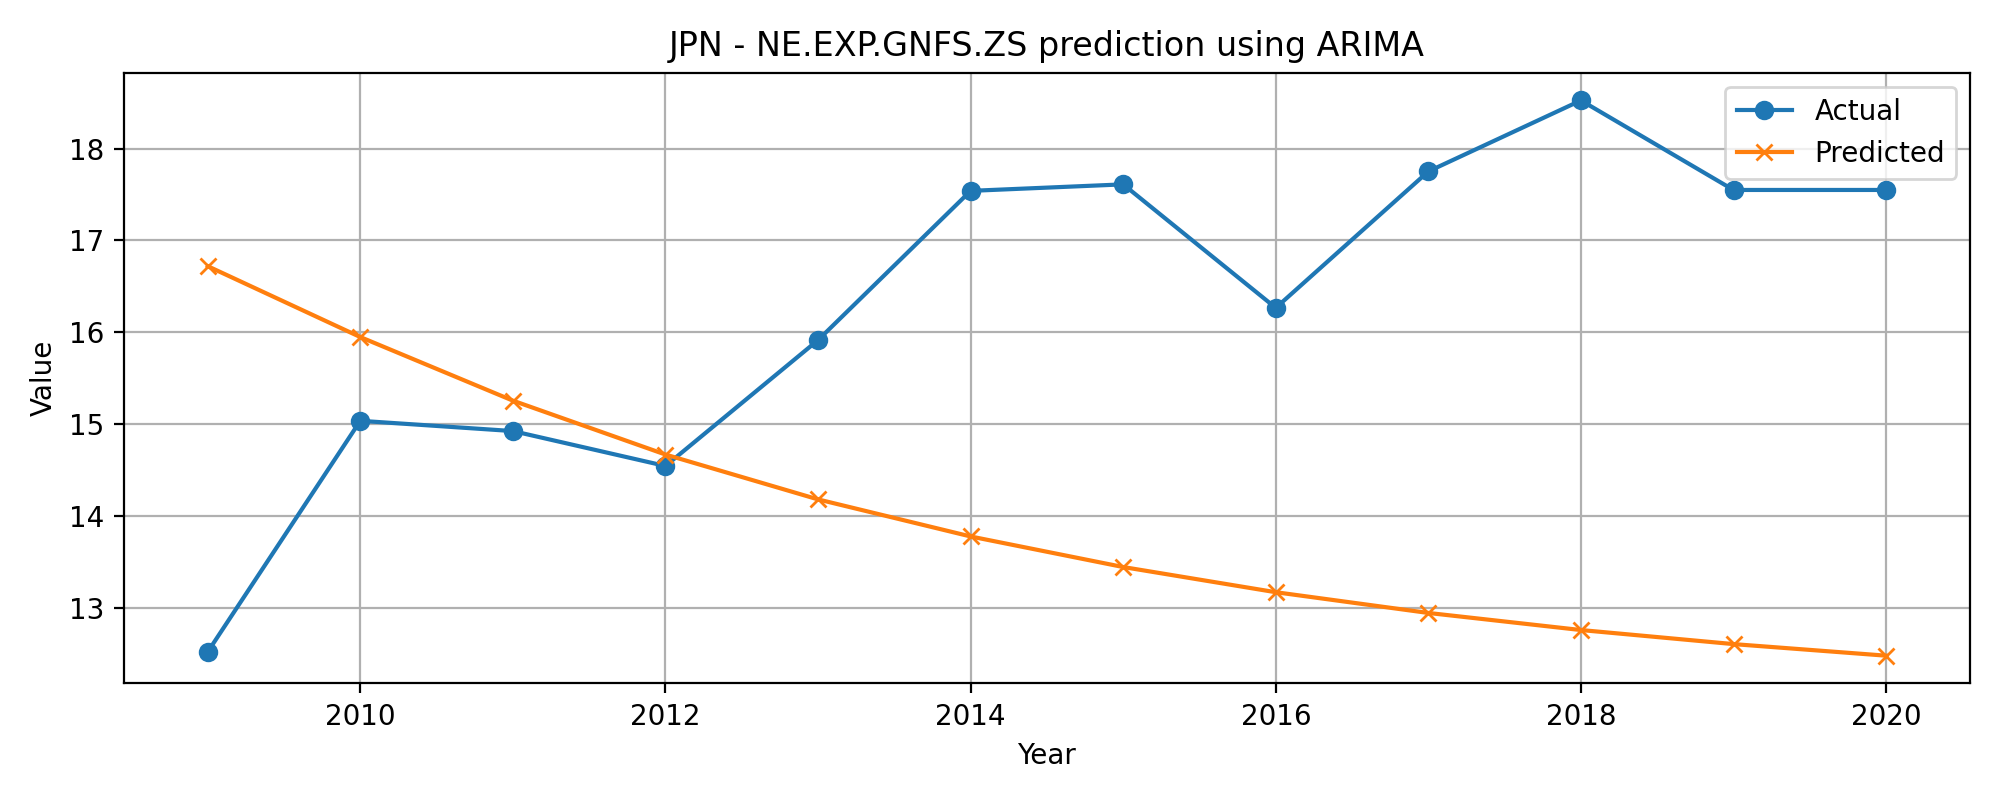 JPN - NE.EXP.GNFS.ZS prediction using ARIMA
Actual
Predicted
18
17
16
15
14
13
Value
2010
2012
2014
2016
2018
2020
Year